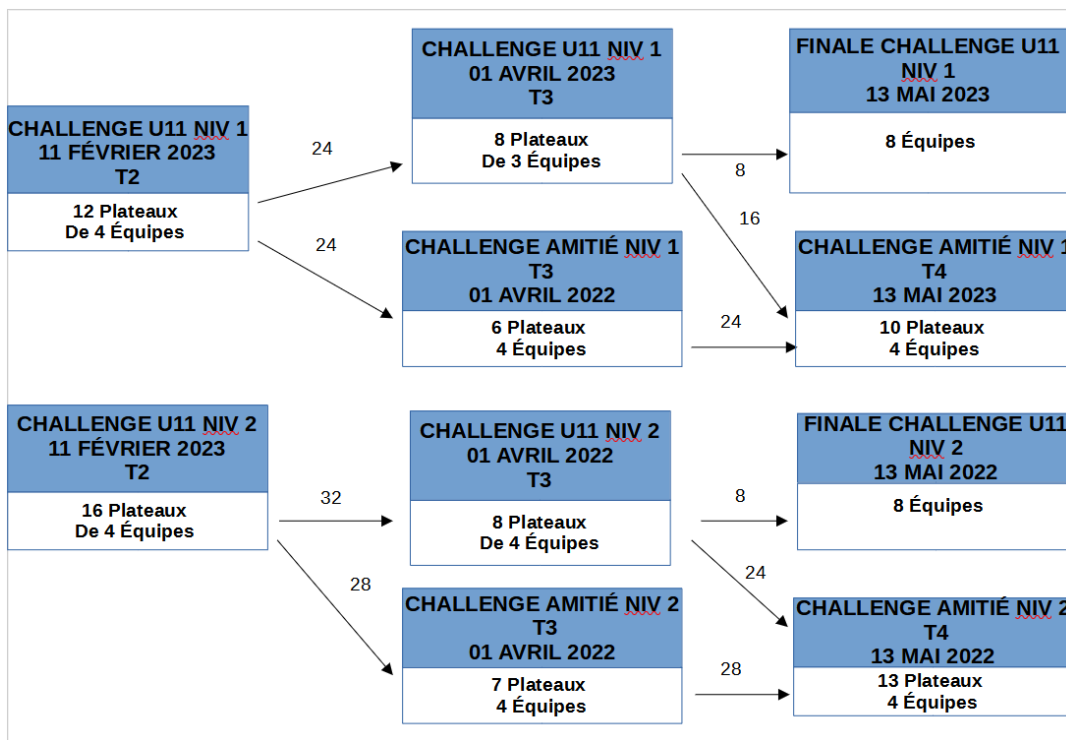 CHALLENGE U11 NIV 1
11 FÉVRIER 2023
T2
12 Plateaux
De 4 Équipes
24
24
CHALLENGE U11 NIV 1
01 AVRIL 2023
T3
8 Plateaux
De 3 Équipes
CHALLENGE AMITIÉ NIV 1
T3
01 AVRIL 2022
6 Plateaux
4 Équipes
8
16
24
FINALE CHALLENGE U11
NIV 1
13 MAI 2023
8 Équipes
CHALLENGE AMITIÉ NIV 1
T4
13 MAI 2023
10 Plateaux
4 Équipes
CHALLENGE U11 NIV 2
11 FÉVRIER 2023
T2
16 Plateaux
De 4 Équipes
32
28
CHALLENGE U11 NIV 2
01 AVRIL 2022
T3
8 Plateaux
De 4 Équipes
CHALLENGE AMITIÉ NIV 2
T3
01 AVRIL 2022
7 Plateaux
4 Équipes
8
24
28
FINALE CHALLENGE U11
NIV 2
13 MAI 2022
8 Équipes
CHALLENGE AMITIÉ NIV 2
T4
13 MAI 2022
13 Plateaux
4 Équipes